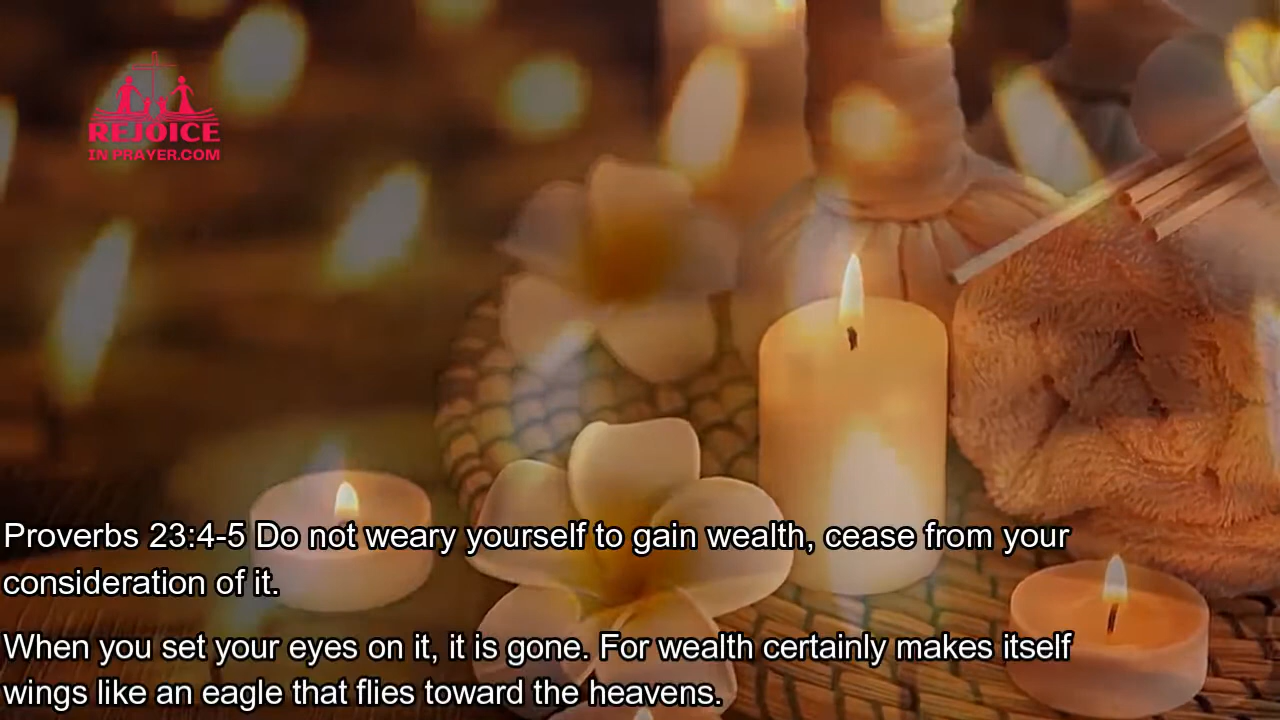 REJOICE
IN PRAYER.COM
Proverbs 23:4-5 Do not weary yourself to gain wealth, cease from your
consideration of it.
When you set your eyes on it, it is gone. For wealth certainly makes itself
wings like an eagle that flies toward the heavens.